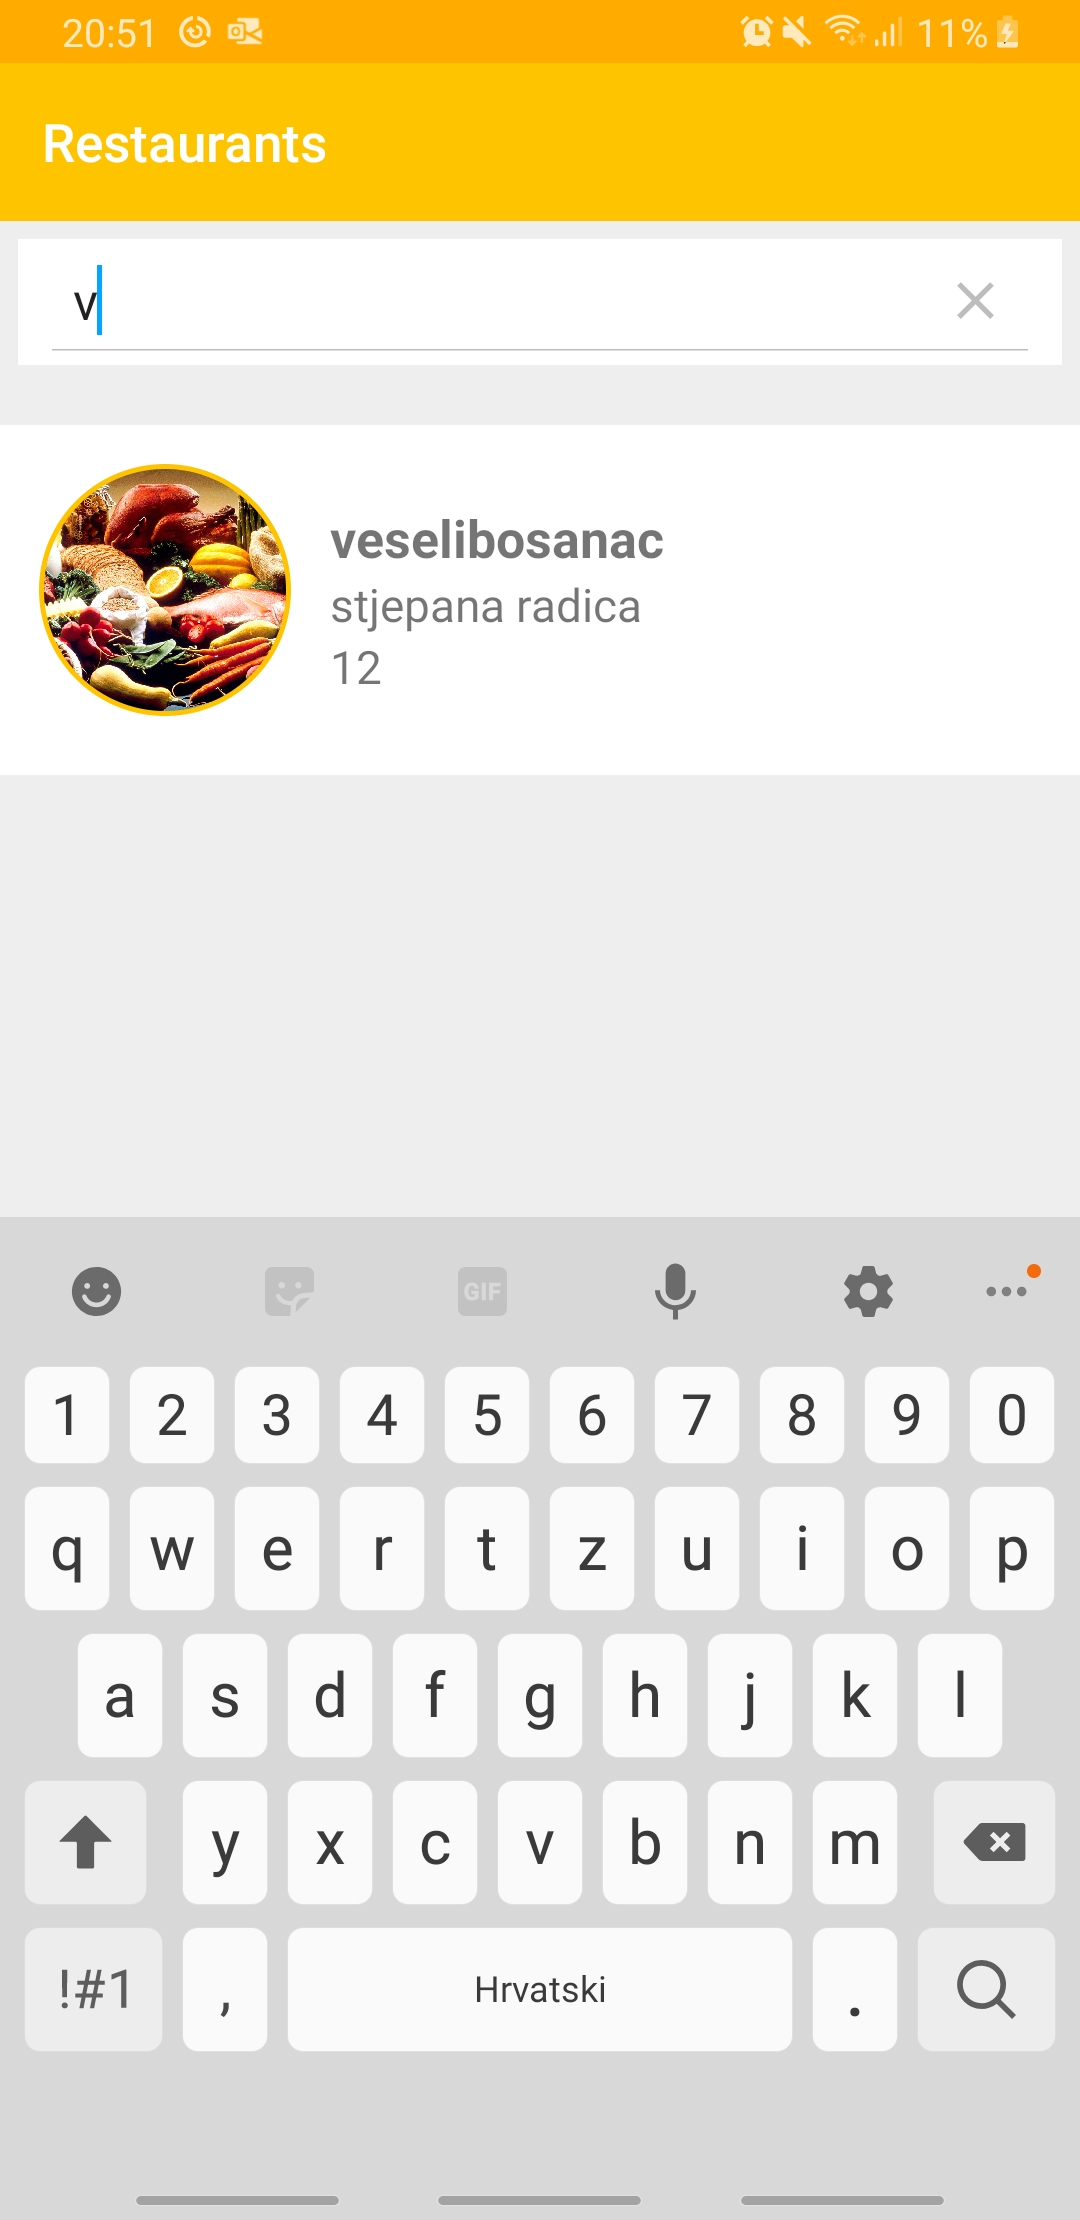 20:51 11%
Restaurants
v
veselibosanac
stjepana radica
12
GIF
1 2 3 4 5 6 7 8 9 0
q w e r t z u i o p
a s d f g h j k l
y x c v b n m
!#1 , Hrvatski .